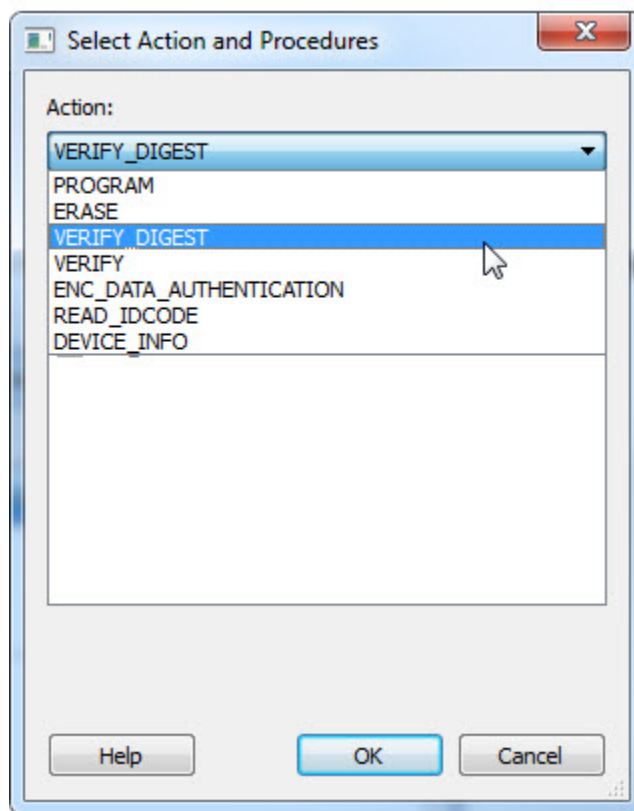 Select Action and Procedures
Action:
VERIFY_DIGEST
PROGRAM
ERASE
VERIFY_DIGEST
VERIFY
ENC_DATA_AUTHENTICATION
READ_IDCODE
DEVICE_INFO
Help OK Cancel